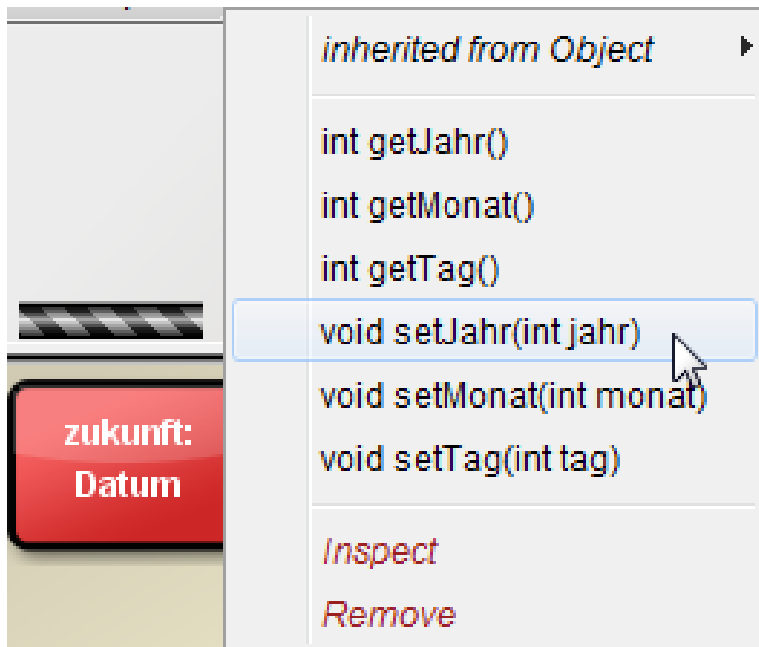 inherited from Object
int getJahr()
int getMonat()
int getTag()
void setJahr(int jahr)
void setMonat(int monat)
void setTag(int tag)
Inspect
Remove
zukunft:
Datum